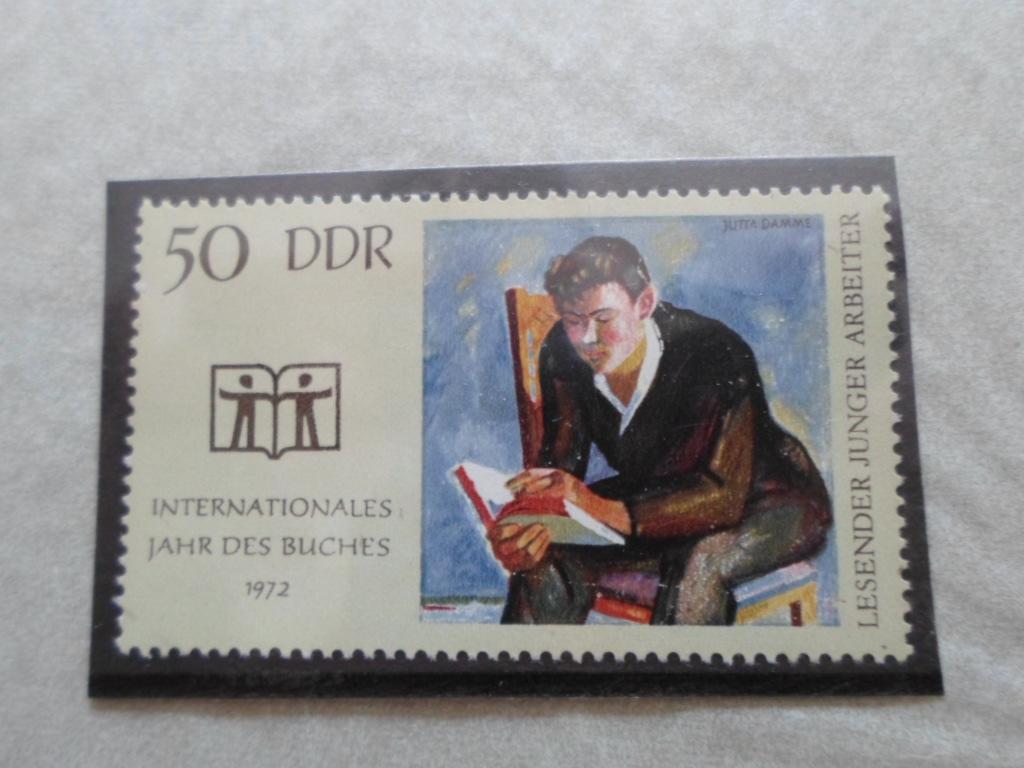 50 DDR
INTERNATIONALES
JAHR DES BUCHES
1972
JUTTA DAMME
LESENDER JUNGER ARBEITER